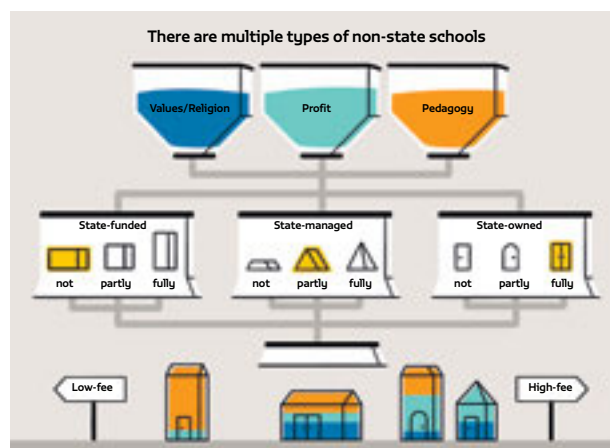 There are multiple types of non-state schools
Values/Religion
Profit
Pedagogy
State-funded
State-managed
State-owned
not partly fully
not partly fully
not partly fully
Low-fee
High-fee